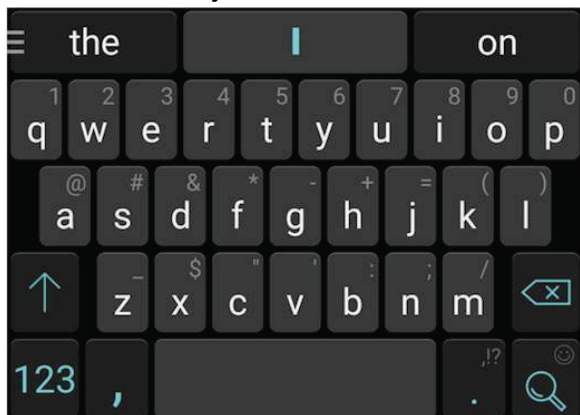 the I on
1 2 3 4 5 6 7 8 9 0
q w e r t y u i o p
@ # & * - + = ( )
a s d f g h j k l
_ $ " ' : ; /
z x c v b n m
,!?
123 , .